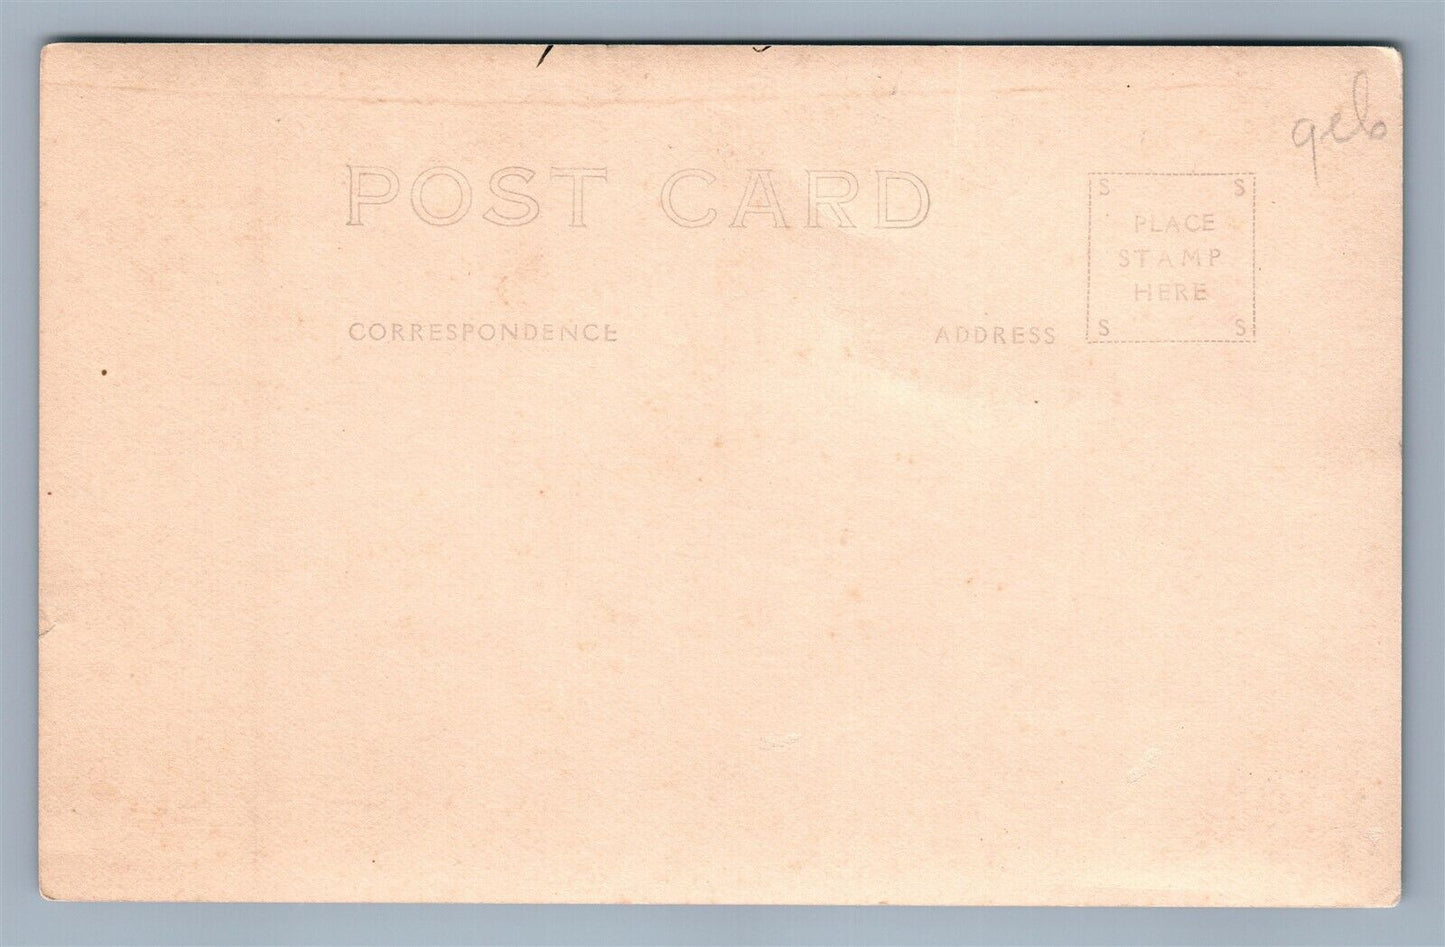 POST CARD
S S
PLACE
STAMP
HERE
S S
CORRESPONDENCE
ADDRESS